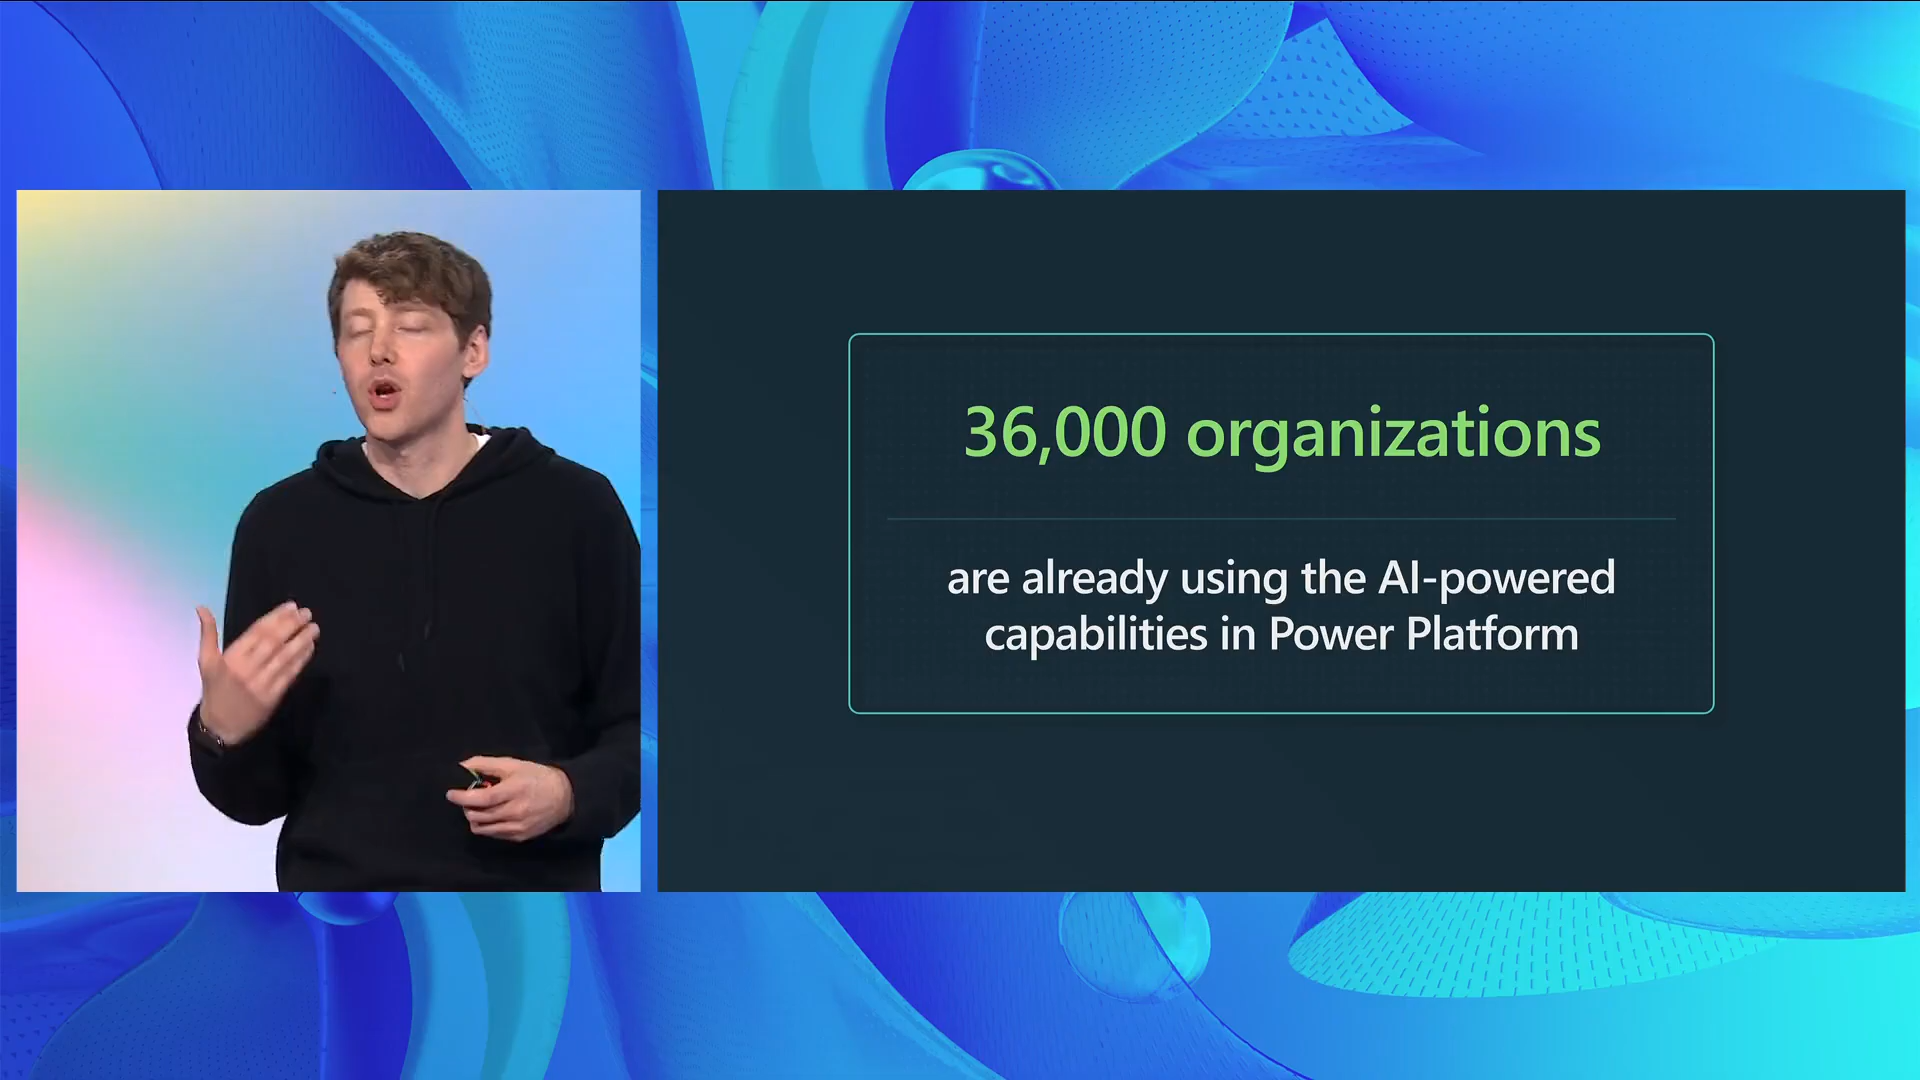 36,000 organizations
are already using the AI-powered
capabilities in Power Platform